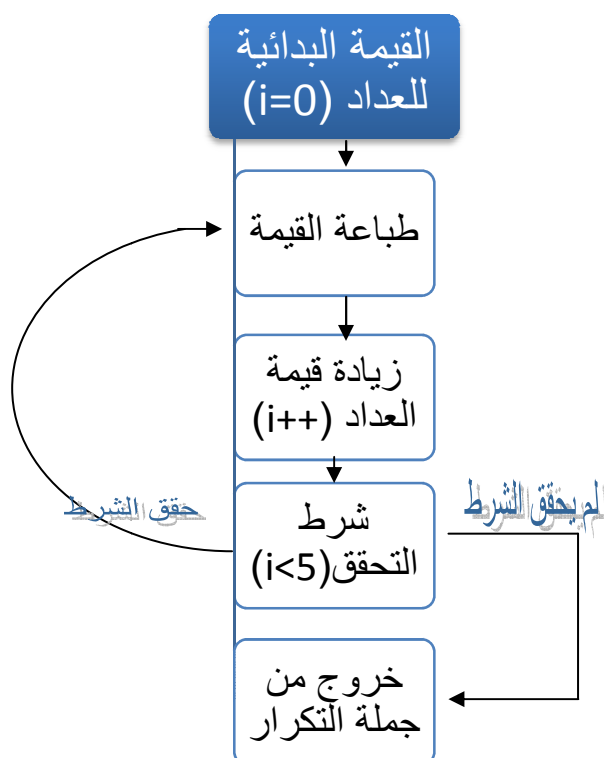 القيمة البدائية
للعداد (i=0)
طباعة القيمة
زيادة قيمة
العداد (i++)
حقق الشرط
لم يحقق الشرط
شرط
التحقق(i<5)
خروج من
جملة التكرار